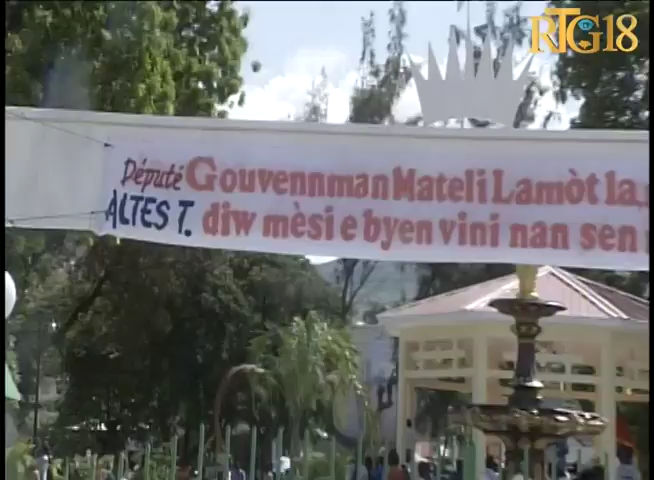 RTG18
Député Gouvennman Mateli Lamòt la
ALTES T. diw mèsi e byen vini nan sen